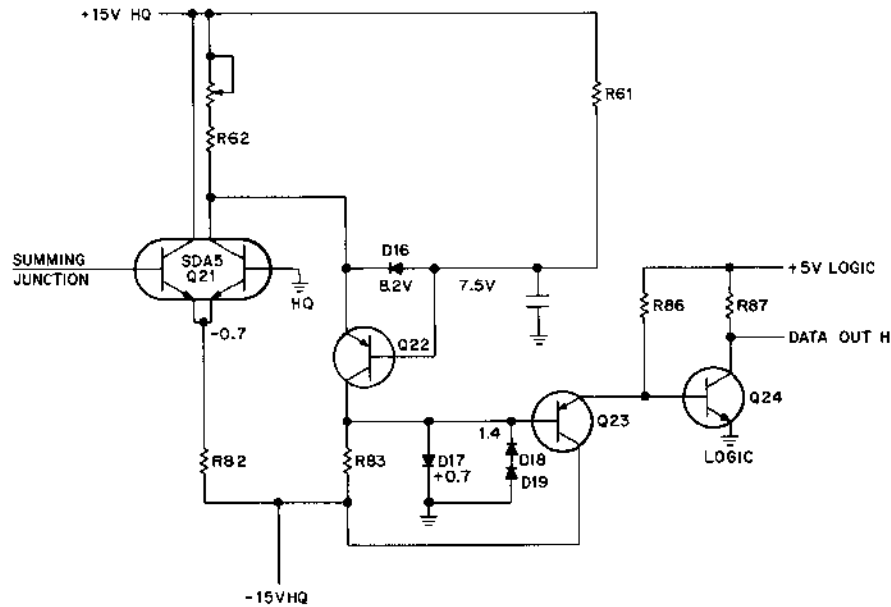 +15V HQ
R61
R62
SUMMING
JUNCTION
SDA5
Q21
HQ
-0.7
D16
8.2V
7.5V
Q22
+5V LOGIC
R86
R87
DATA OUT H
Q24
LOGIC
Q23
1.4
R82
R83
D17
+0.7
D18
D19
-15VHQ